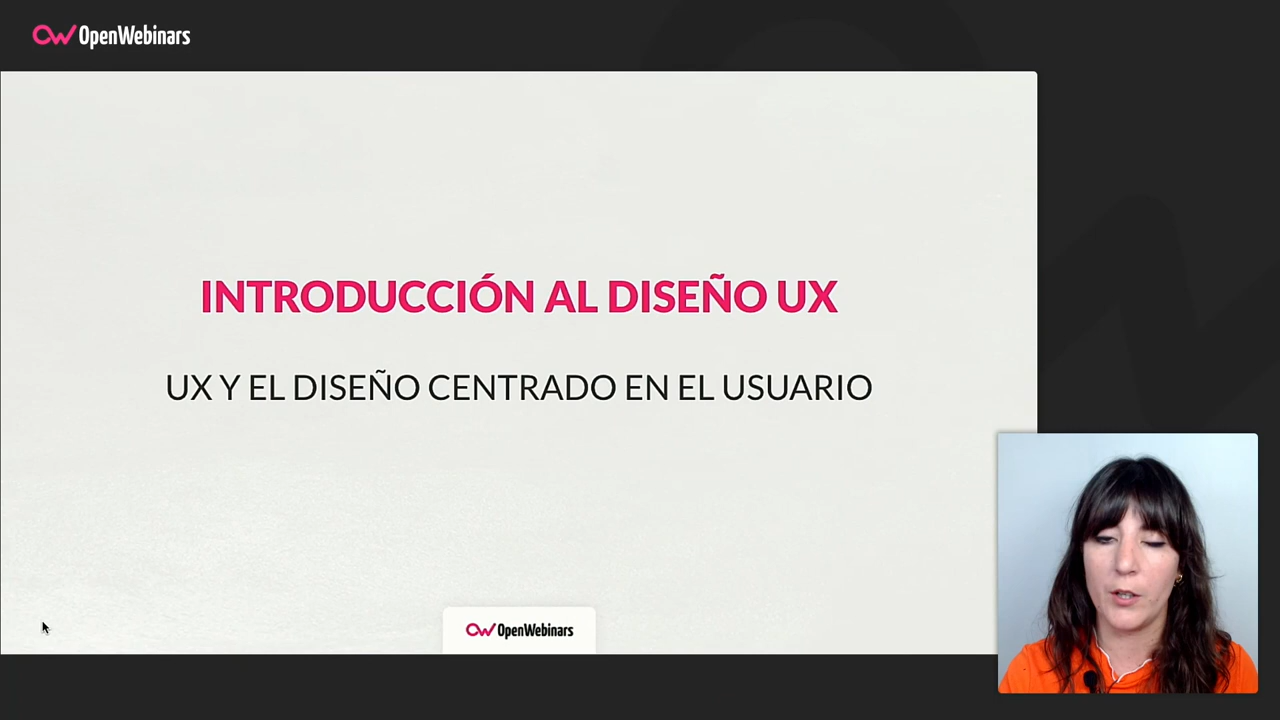 OpenWebinars
INTRODUCCIÓN AL DISEÑO UX
UX Y EL DISEÑO CENTRADO EN EL USUARIO
OpenWebinars